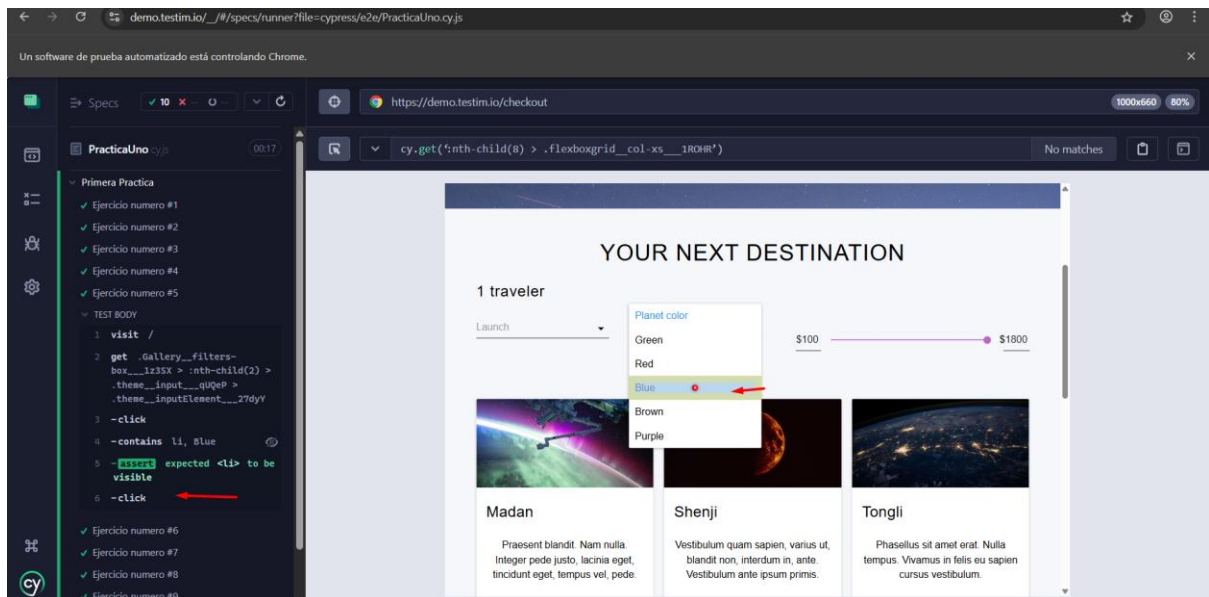 demo.testim.io/__/#/specs/runner?file=cypress/e2e/PracticaUno.cy.js
Un software de prueba automatizado está controlando Chrome.
Specs
10
--
--
https://demo.testim.io/checkout
1000x660
80%
PracticaUno cy.js
00:17
cy.get(':nth-child(8) > .flexboxgrid__col-xs___1ROHR')
No matches
Primera Practica
Ejercicio numero #1
Ejercicio numero #2
Ejercicio numero #3
Ejercicio numero #4
Ejercicio numero #5
TEST BODY
1 visit /
2 get .Gallery__filters-
box___1z3SX > :nth-child(2) >
.theme__input___qUQeP >
.theme__inputElement___27dyY
3 -click
4 -contains li, Blue
5 -assert expected <li> to be
visible
6 -click
Ejercicio numero #6
Ejercicio numero #7
Ejercicio numero #8
Ejercicio numero #9
cy
YOUR NEXT DESTINATION
1 traveler
Launch
Planet color
Green
Red
Blue
Brown
Purple
$100
$1800
Madan
Praesent blandit. Nam nulla.
Integer pede justo, lacinia eget,
tincidunt eget, tempus vel, pede.
Shenji
Vestibulum quam sapien, varius ut,
blandit non, interdum in, ante.
Vestibulum ante ipsum primis.
Tongli
Phasellus sit amet erat. Nulla
tempus. Vivamus in felis eu sapien
cursus vestibulum.